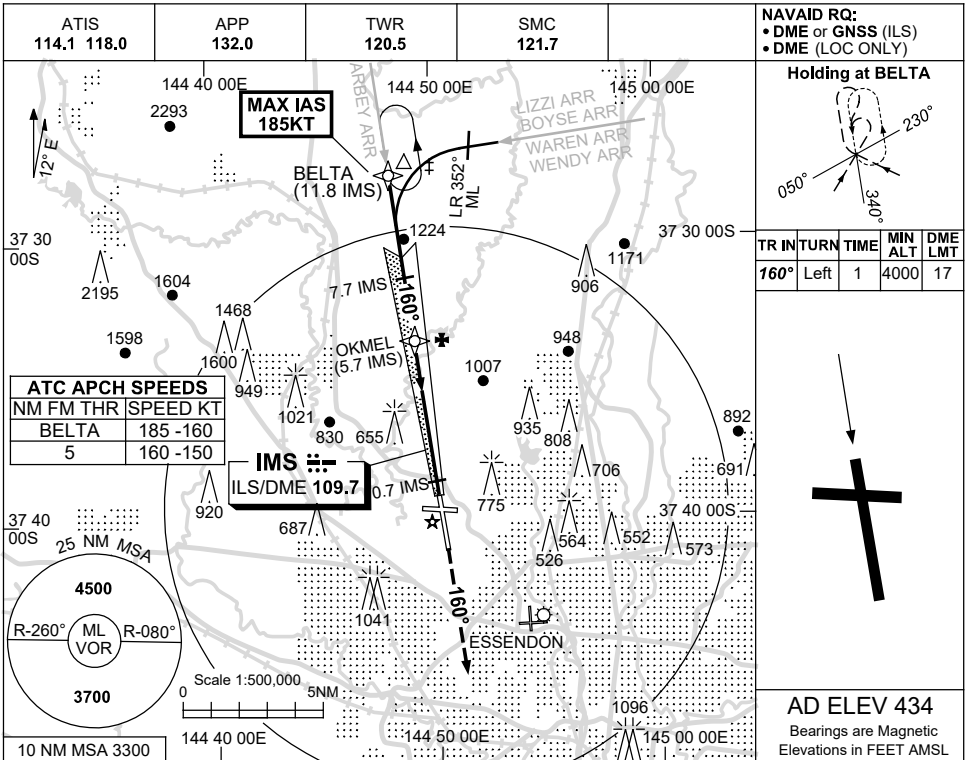 ATIS
114.1 118.0
APP
132.0
TWR
120.5
SMC
121.7
NAVAID RQ:
• DME or GNSS (ILS)
• DME (LOC ONLY)
144 40 00E
144 50 00E
145 00 00E
12° E
2293
MAX IAS
185KT
ARBEY ARR
LIZZI ARR
BOYSE ARR
WAREN ARR
WENDY ARR
BELTA
(11.8 IMS)
LR 352°
ML
37 30
00S
1224
37 30 00S
1171
2195
1604
7.7 IMS
160°
906
1598
1468
1600
949
OKMEL
(5.7 IMS)
948
1007
1021
830
655
935
808
892
ATC APCH SPEEDS
NM FM THR SPEED KT
BELTA 185 -160
5 160 -150
IMS
ILS/DME 109.7
0.7 IMS
706
691
775
920
687
37 40
00S
37 40 00S
564
552
573
526
25 NM MSA
4500
R-260°
ML
VOR
R-080°
3700
1041
160°
ESSENDON
Scale 1:500,000
0 5NM
1096
10 NM MSA 3300
144 40 00E
144 50 00E
145 00 00E
Holding at BELTA
230°
050°
340°
TR IN TURN TIME MIN ALT DME LMT
160° Left 1 4000 17
AD ELEV 434
Bearings are Magnetic
Elevations in FEET AMSL